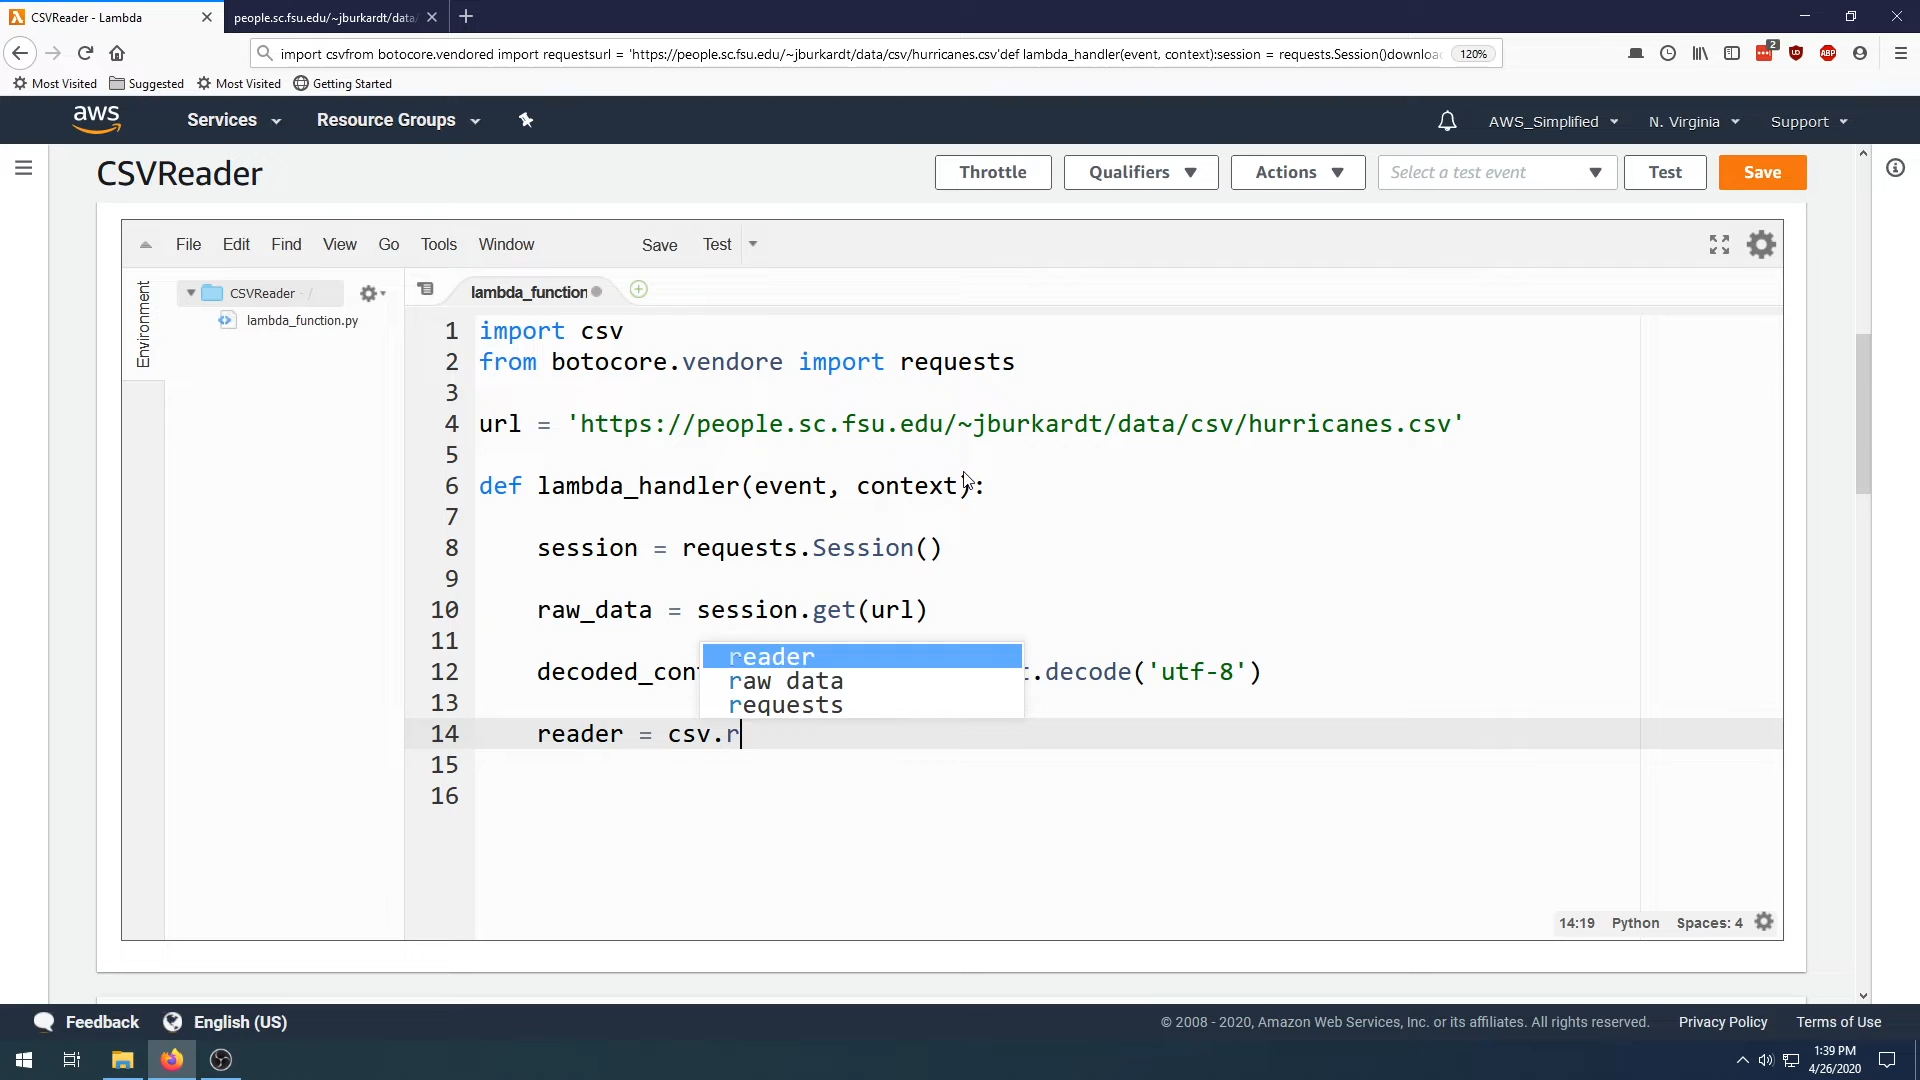 CSVReader - Lambda
people.sc.fsu.edu/~jburkardt/data/
import csvfrom botocore.vendored import requestsurl = 'https://people.sc.fsu.edu/~jburkardt/data/csv/hurricanes.csv'def lambda_handler(event, context):session = requests.Session()downloa
120%
2
Most Visited
Suggested
Most Visited
Getting Started
aws
Services
Resource Groups
AWS_Simplified
N. Virginia
Support
CSVReader
Throttle
Qualifiers
Actions
Select a test event
Test
Save
File Edit Find View Go Tools Window Save Test
Environment
CSVReader /
lambda_function.py
lambda_function
1 import csv
2 from botocore.vendore import requests
3
4 url = 'https://people.sc.fsu.edu/~jburkardt/data/csv/hurricanes.csv'
5
6 def lambda_handler(event, context):
7
8 session = requests.Session()
9
10 raw_data = session.get(url)
11
reader
12 decoded_con t.decode('utf-8')
raw data
13
requests
14 reader = csv.r
15
16
14:19 Python Spaces: 4
Feedback
English (US)
© 2008 - 2020, Amazon Web Services, Inc. or its affiliates. All rights reserved.
Privacy Policy
Terms of Use
ABP
1:39 PM
4/26/2020